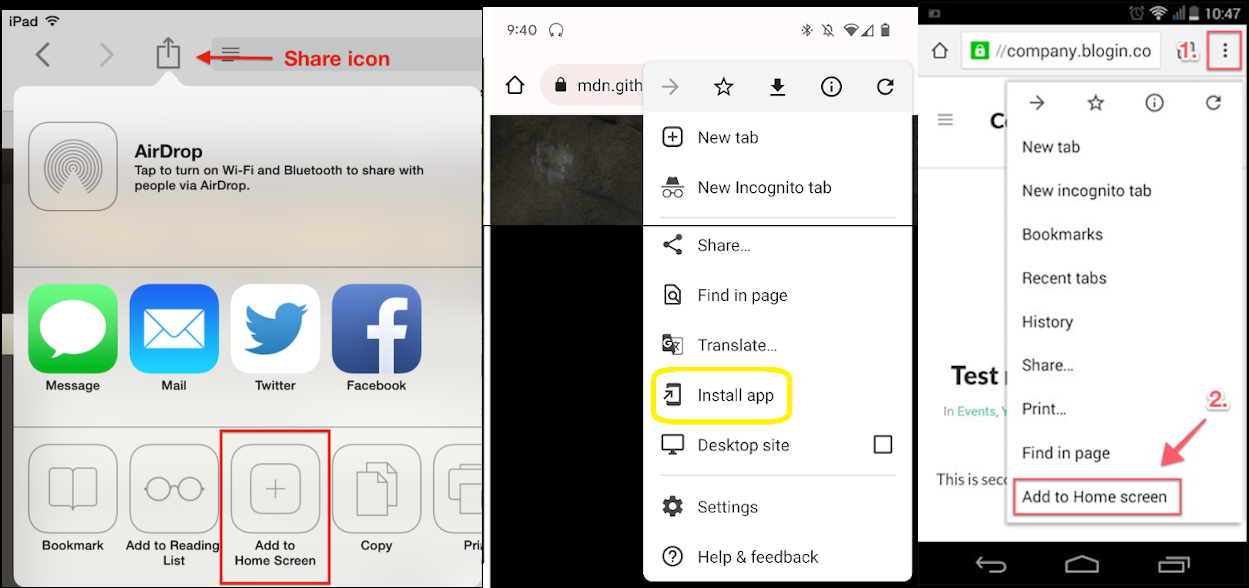 iPad
Share icon
AirDrop
Tap to turn on Wi-Fi and Bluetooth to share with
people via AirDrop.
Message
Mail
Twitter
Facebook
Bookmark
Add to Reading
List
Add to
Home Screen
Copy
Pri
9:40
mdn.gith
New tab
New Incognito tab
Share...
Find in page
Translate...
Install app
Desktop site
Settings
Help & feedback
10:47
//company.blogin.co
1.
C
New tab
New incognito tab
Bookmarks
Recent tabs
History
Share...
Print...
Find in page
Add to Home screen
2.
Test
In Events, Y
This is seco